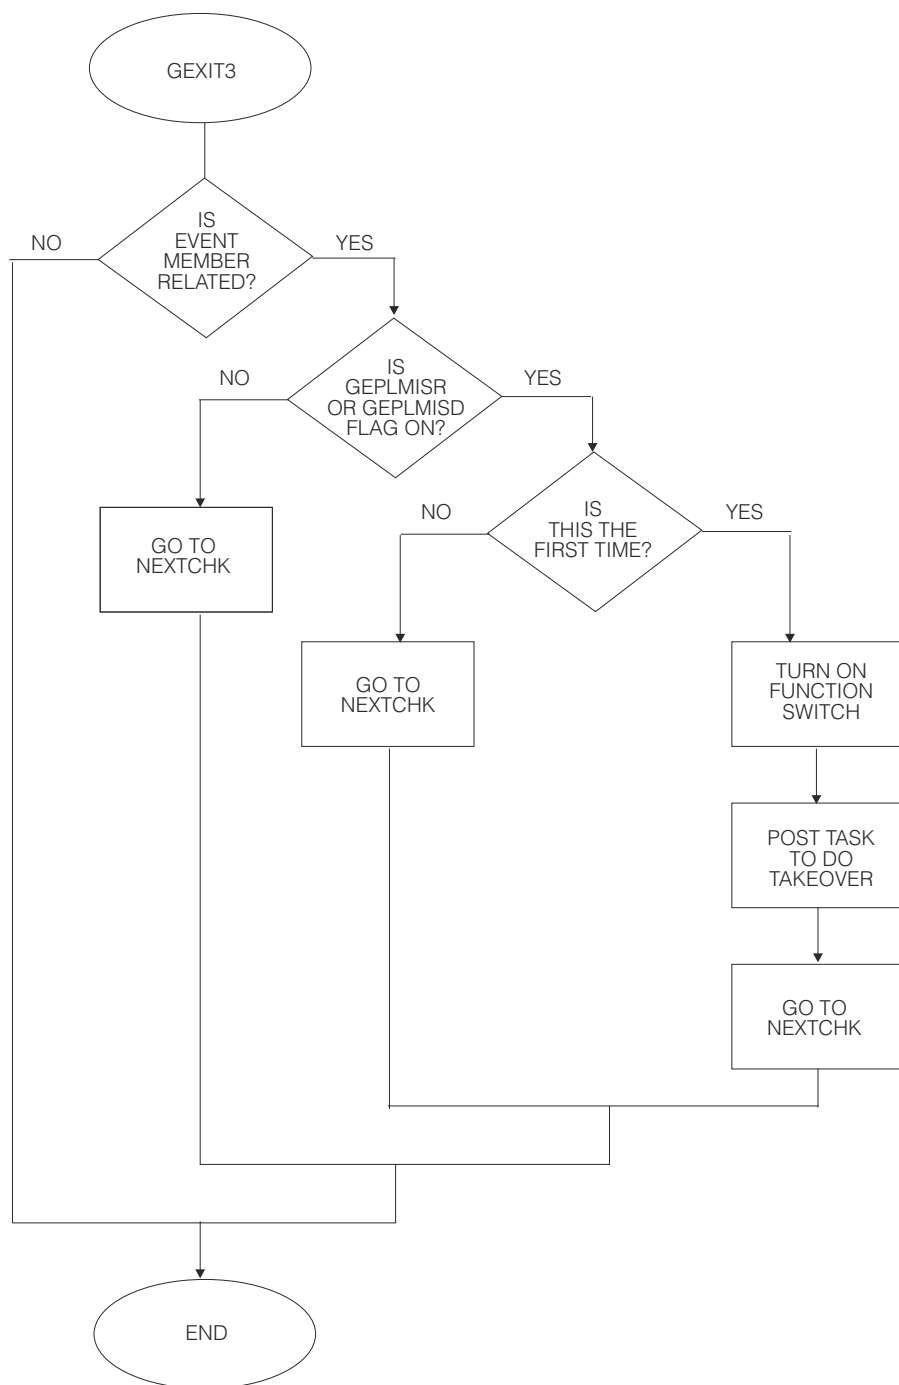 GEXIT3
IS
EVENT
MEMBER
RELATED?
NO
YES
IS
GEPLMISR
OR GEPLMISD
FLAG ON?
NO
YES
IS
THIS THE
FIRST TIME?
NO
YES
GO TO
NEXTCHK
GO TO
NEXTCHK
TURN ON
FUNCTION
SWITCH
POST TASK
TO DO
TAKEOVER
GO TO
NEXTCHK
END